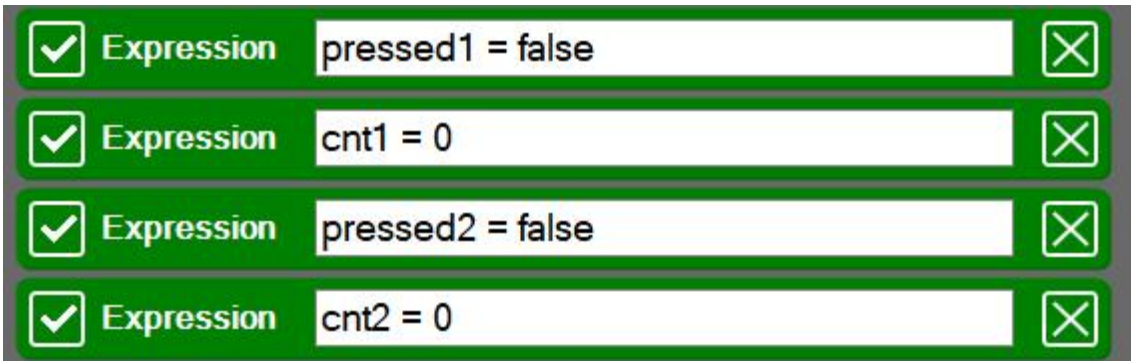 Expression pressed1 = false
Expression cnt1 = 0
Expression pressed2 = false
Expression cnt2 = 0